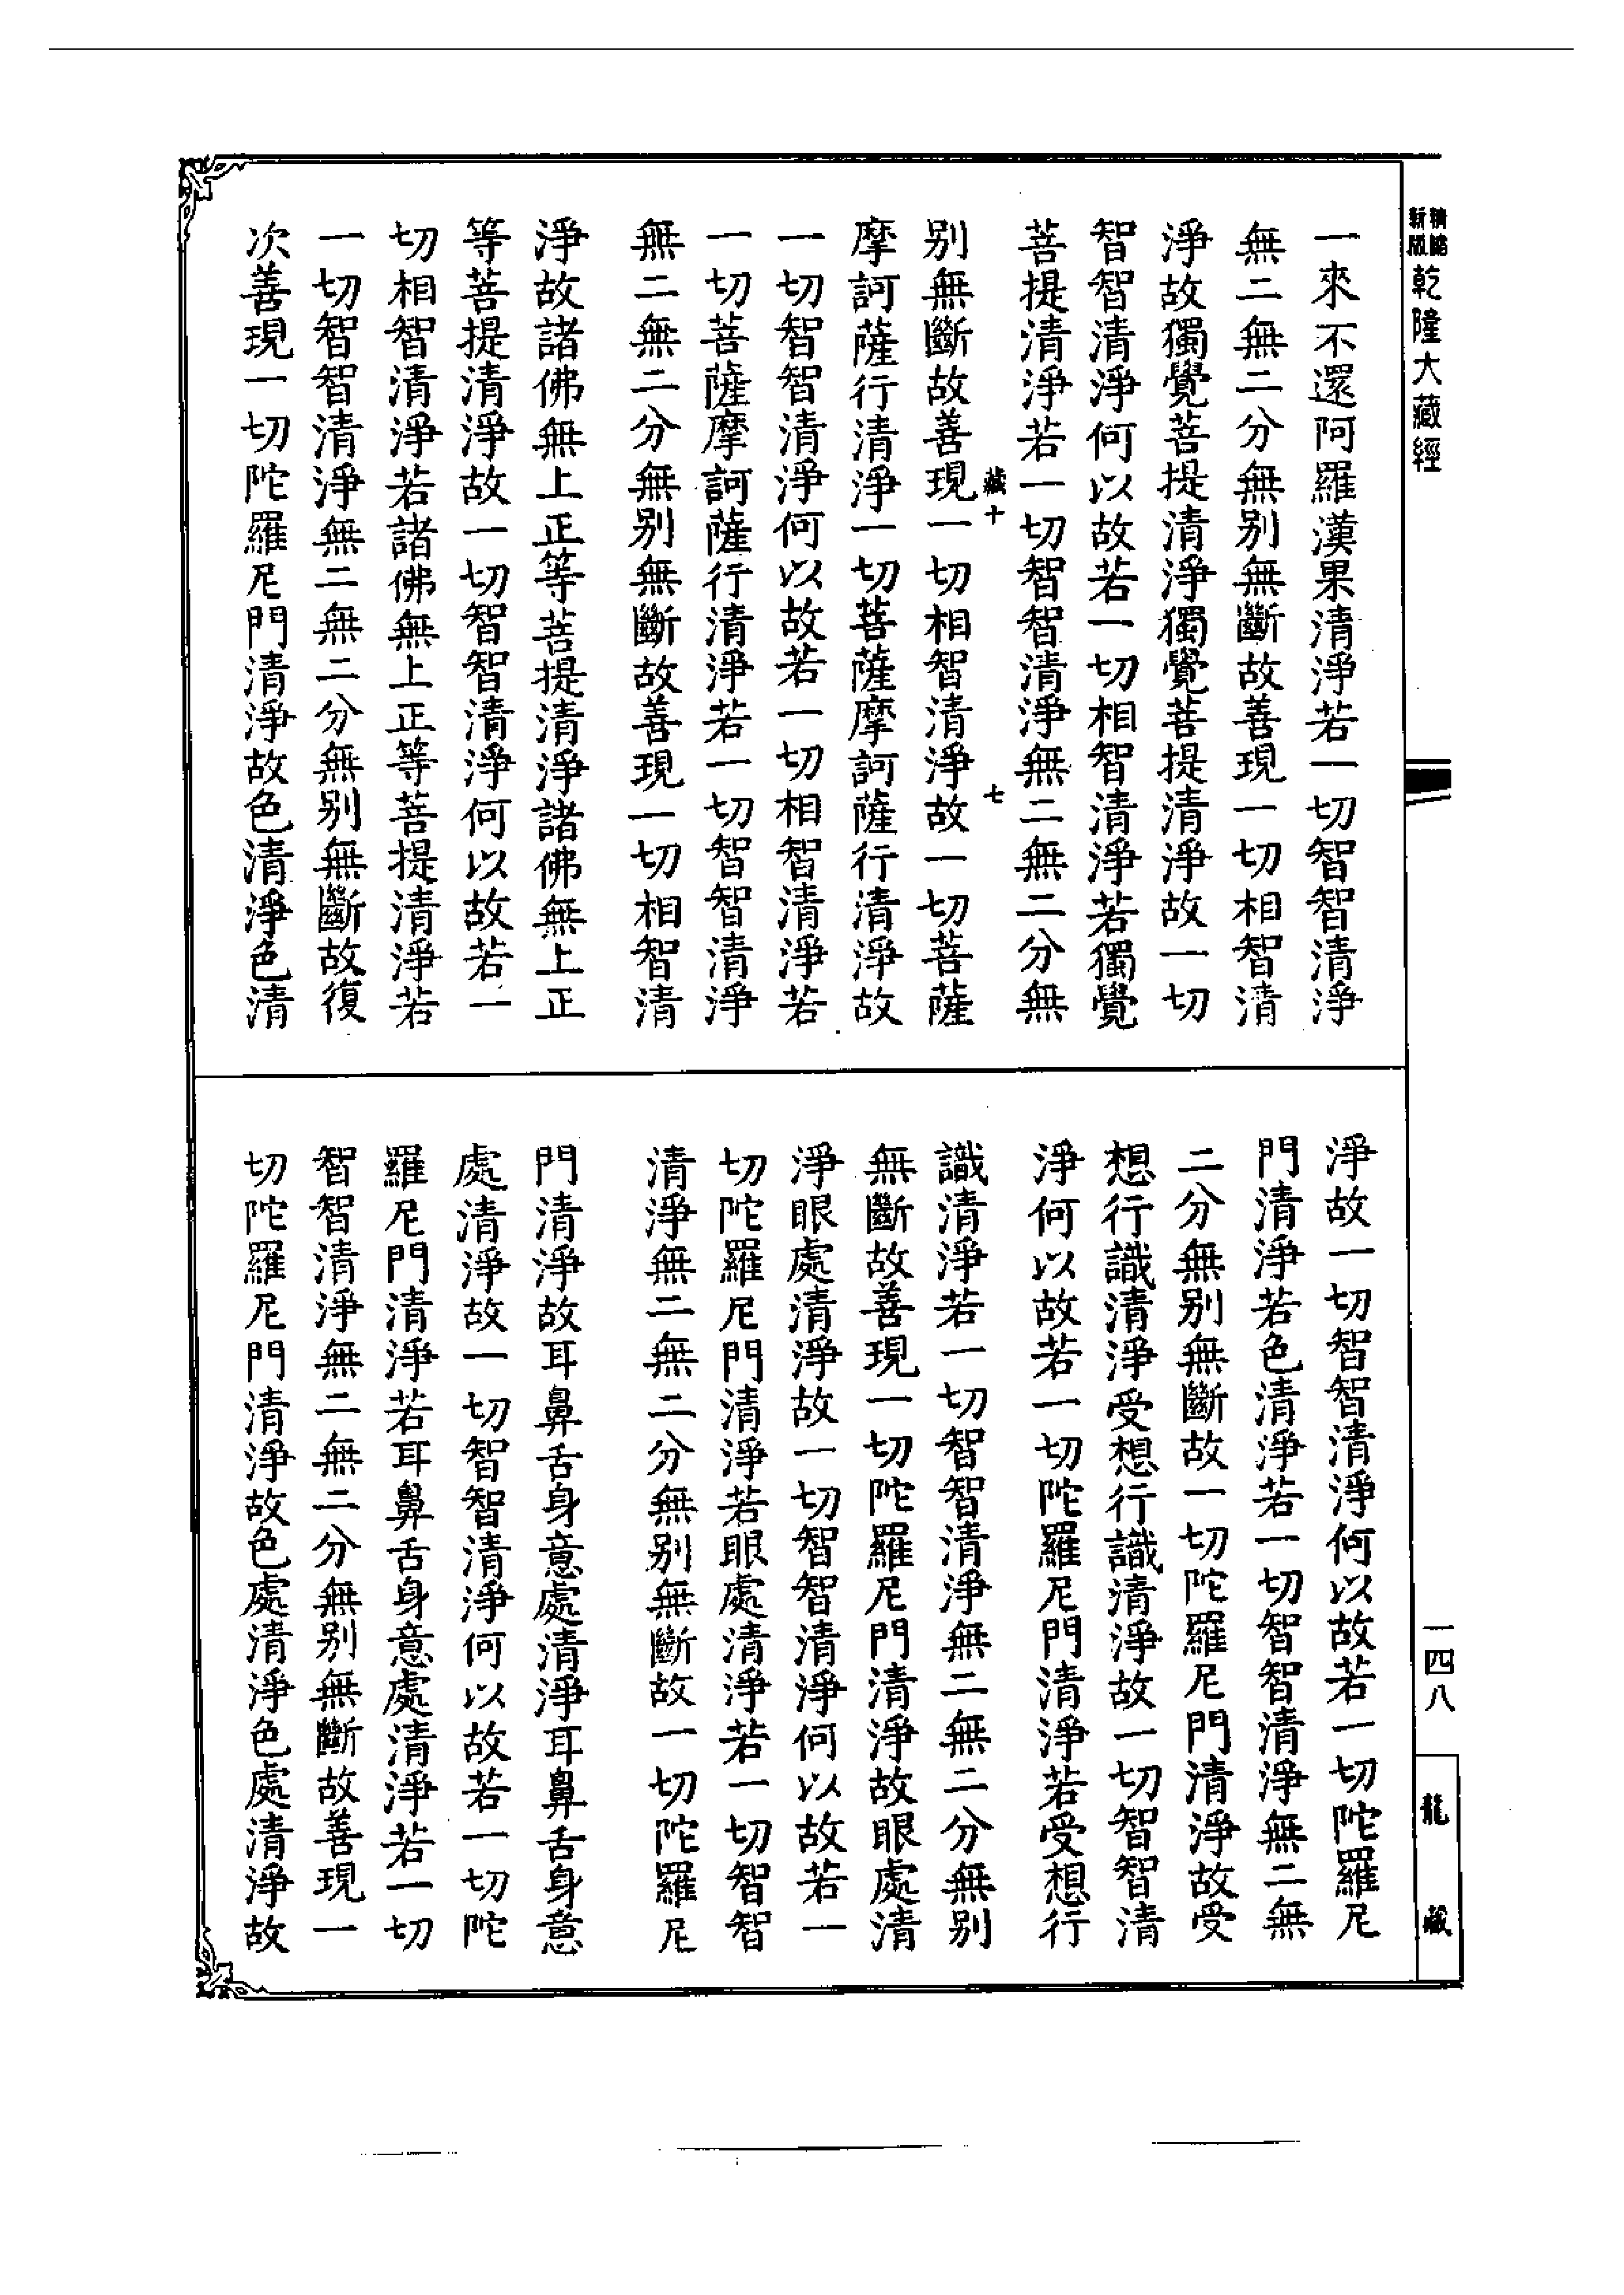 精縮
新版
乾隆大藏經
一來不還阿羅漢果清淨若一切智智清淨
無二無二分無別無斷故善現一切相智清
淨故獨覺菩提清淨獨覺菩提清淨故一切
智智清淨何以故若一切相智清淨若獨覺
菩提清淨若一切智智清淨無二無二分無
藏十 七
別無斷故善現一切相智清淨故一切菩薩
摩訶薩行清淨一切菩薩摩訶薩行清淨故
一切智智清淨何以故若一切相智清淨若
一切菩薩摩訶薩行清淨若一切智智清淨
無二無二分無別無斷故善現一切相智清
淨故諸佛無上正等菩提清淨諸佛無上正
等菩提清淨故一切智智清淨何以故若一
切相智清淨若諸佛無上正等菩提清淨若
一切智智清淨無二無二分無別無斷故復
次善現一切陀羅尼門清淨故色清淨色清
淨故一切智智清淨何以故若一切陀羅尼
門清淨若色清淨若一切智智清淨無二無
二分無別無斷故一切陀羅尼門清淨故受
想行識清淨受想行識清淨故一切智智清
淨何以故若一切陀羅尼門清淨若受想行
識清淨若一切智智清淨無二無二分無別
無斷故善現一切陀羅尼門清淨故眼處清
淨眼處清淨故一切智智清淨何以故若一
切陀羅尼門清淨若眼處清淨若一切智智
清淨無二無二分無別無斷故一切陀羅尼
門清淨故耳鼻舌身意處清淨耳鼻舌身意
處清淨故一切智智清淨何以故若一切陀
羅尼門清淨若耳鼻舌身意處清淨若一切
智智清淨無二無二分無別無斷故善現一
切陀羅尼門清淨故色處清淨色處清淨故
一四八
龍藏